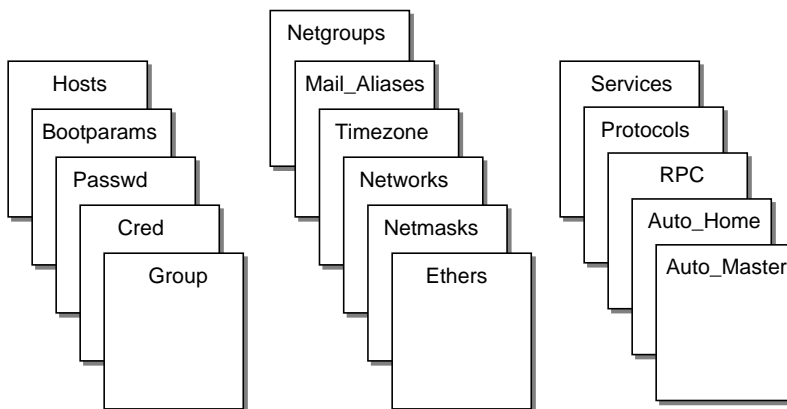 Hosts
Bootparams
Passwd
Cred
Group
Netgroups
Mail_Aliases
Timezone
Networks
Netmasks
Ethers
Services
Protocols
RPC
Auto_Home
Auto_Master